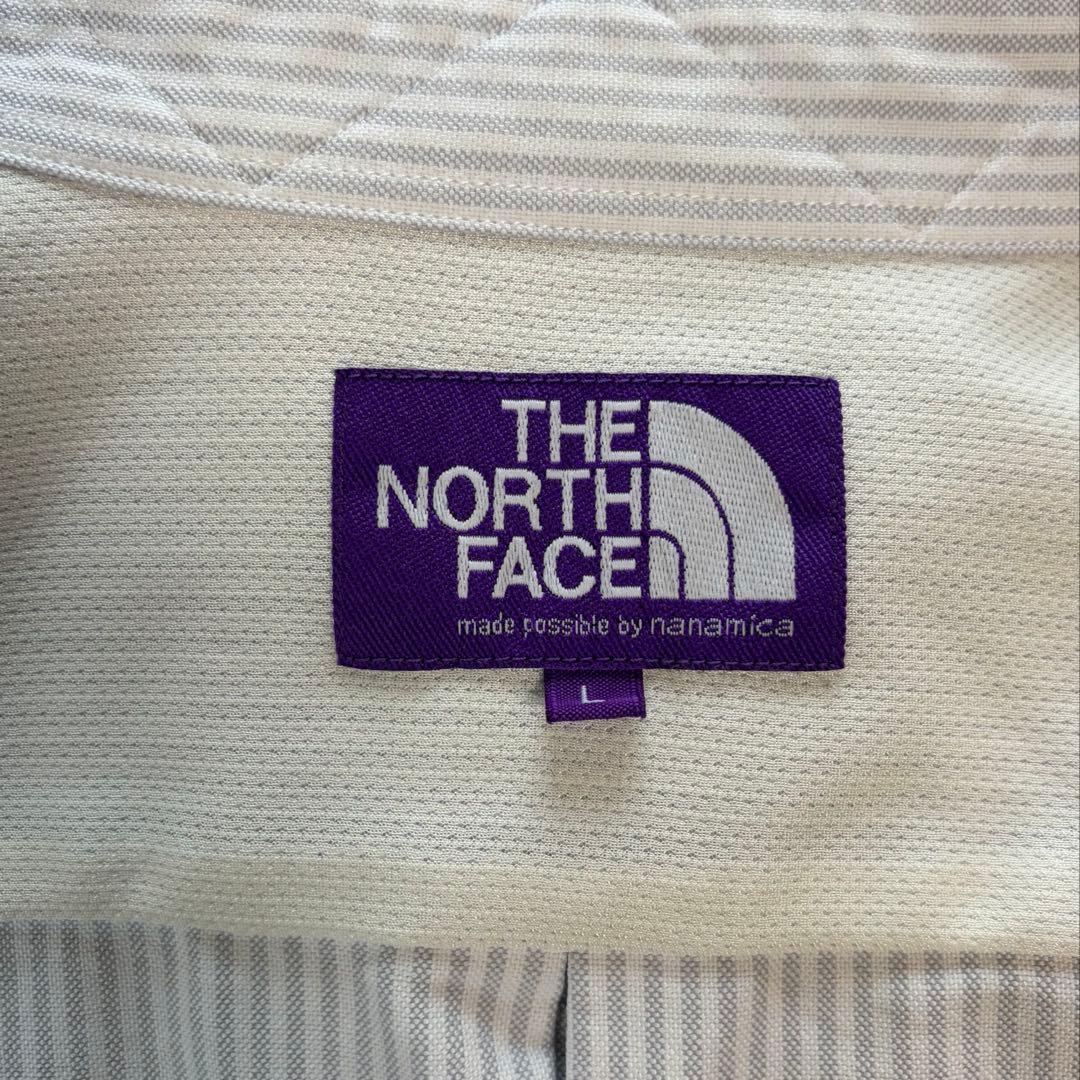 THE
NORTH
FACE
made possible by nanamica
L